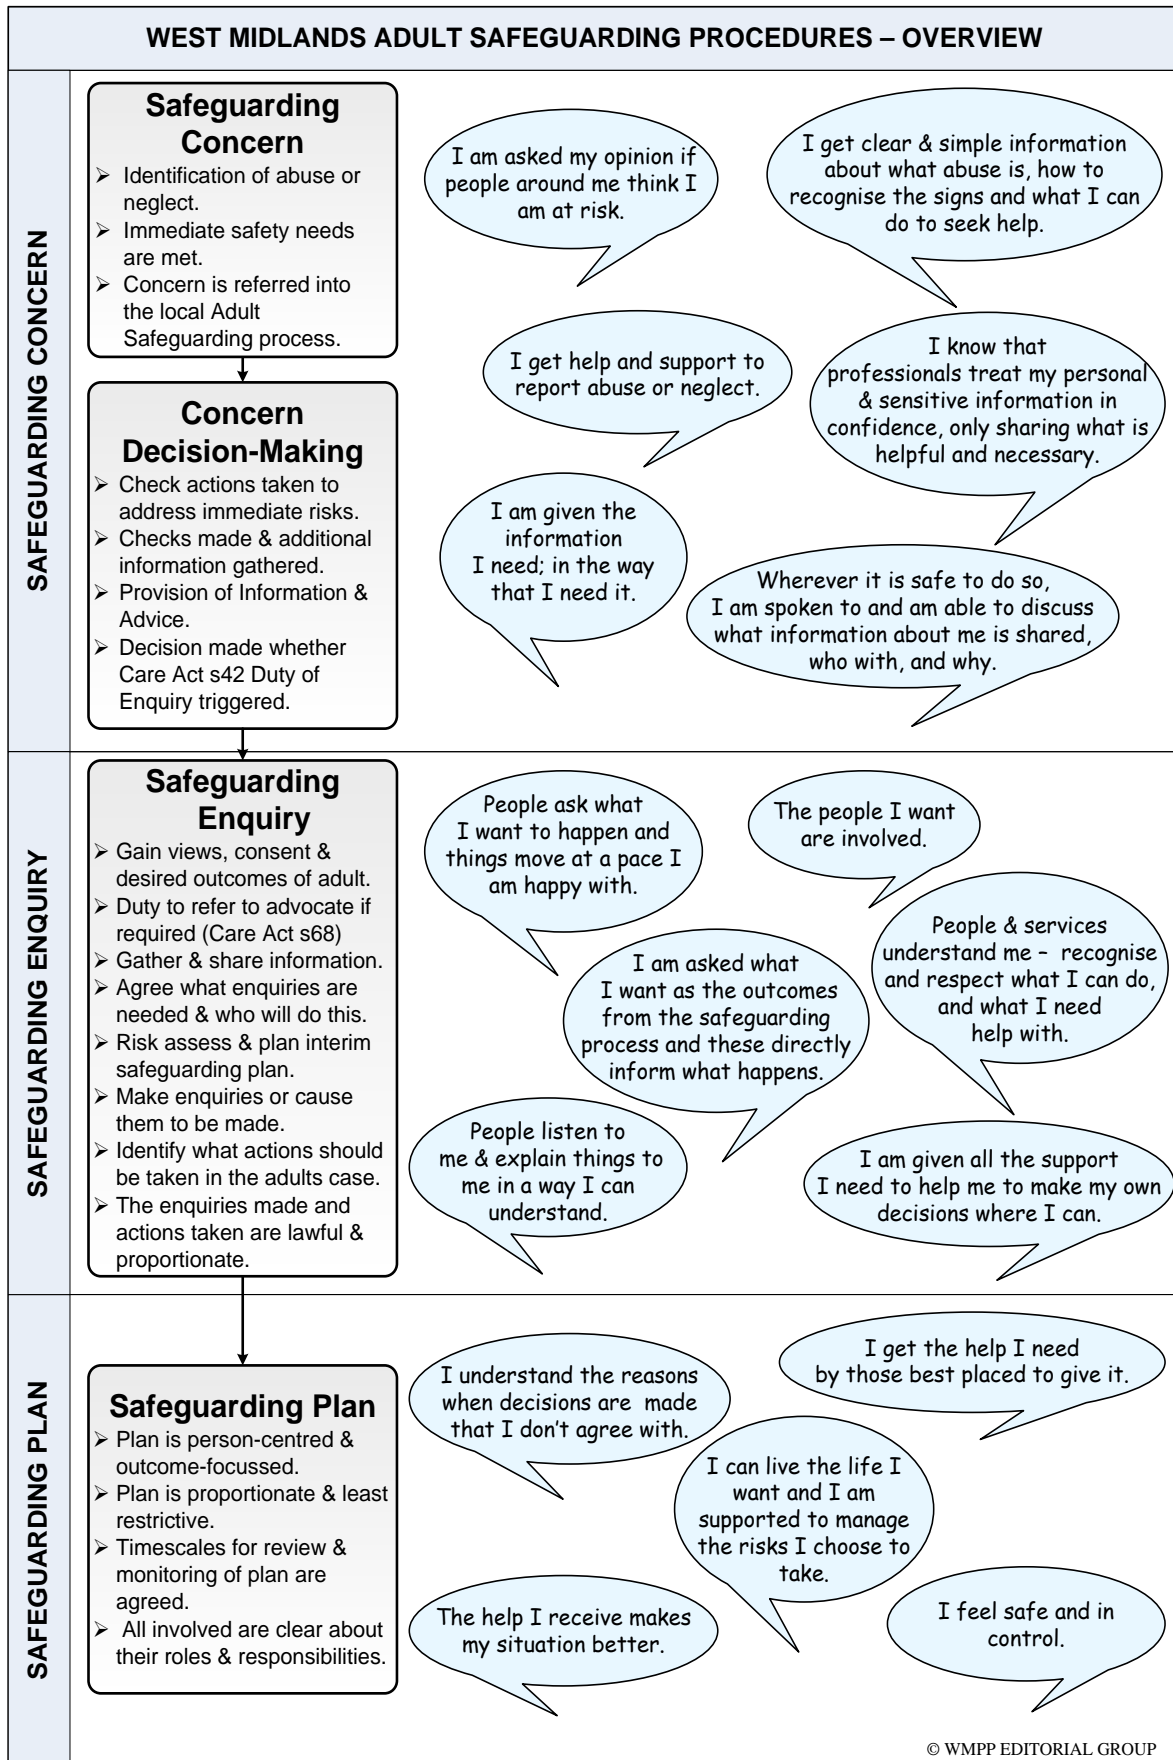 WEST MIDLANDS ADULT SAFEGUARDING PROCEDURES – OVERVIEW
SAFEGUARDING CONCERN
Safeguarding
Concern
➢ Identification of abuse or
neglect.
➢ Immediate safety needs
are met.
➢ Concern is referred into
the local Adult
Safeguarding process.
Concern
Decision-Making
➢ Check actions taken to
address immediate risks.
➢ Checks made & additional
information gathered.
➢ Provision of Information &
Advice.
➢ Decision made whether
Care Act s42 Duty of
Enquiry triggered.
I am asked my opinion if
people around me think I
am at risk.
I get clear & simple information
about what abuse is, how to
recognise the signs and what I can
do to seek help.
I get help and support to
report abuse or neglect.
I know that
professionals treat my personal
& sensitive information in
confidence, only sharing what is
helpful and necessary.
I am given the
information
I need; in the way
that I need it.
Wherever it is safe to do so,
I am spoken to and am able to discuss
what information about me is shared,
who with, and why.
SAFEGUARDING ENQUIRY
Safeguarding
Enquiry
➢ Gain views, consent &
desired outcomes of adult.
➢ Duty to refer to advocate if
required (Care Act s68)
➢ Gather & share information.
➢ Agree what enquiries are
needed & who will do this.
➢ Risk assess & plan interim
safeguarding plan.
➢ Make enquiries or cause
them to be made.
➢ Identify what actions should
be taken in the adults case.
➢ The enquiries made and
actions taken are lawful &
proportionate.
People ask what
I want to happen and
things move at a pace I
am happy with.
The people I want
are involved.
People & services
understand me – recognise
and respect what I can do,
and what I need
help with.
I am asked what
I want as the outcomes
from the safeguarding
process and these directly
inform what happens.
People listen to
me & explain things to
me in a way I can
understand.
I am given all the support
I need to help me to make my own
decisions where I can.
SAFEGUARDING PLAN
Safeguarding Plan
➢ Plan is person-centred &
outcome-focussed.
➢ Plan is proportionate & least
restrictive.
➢ Timescales for review &
monitoring of plan are
agreed.
➢ All involved are clear about
their roles & responsibilities.
I understand the reasons
when decisions are made
that I don't agree with.
I get the help I need
by those best placed to give it.
I can live the life I
want and I am
supported to manage
the risks I choose to
take.
The help I receive makes
my situation better.
I feel safe and in
control.
© WMPP EDITORIAL GROUP